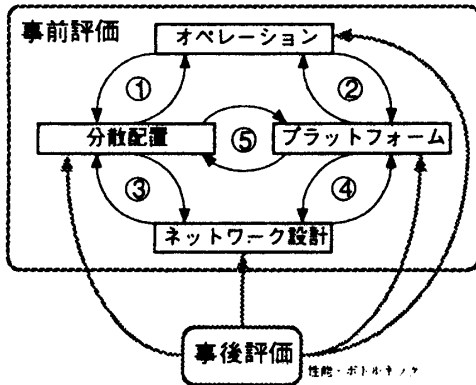 事前評価
オペレーション
① ②
分散配置 ⑤ プラットフォーム
③ ④
ネットワーク設計
事後評価
性能・ボトルネック